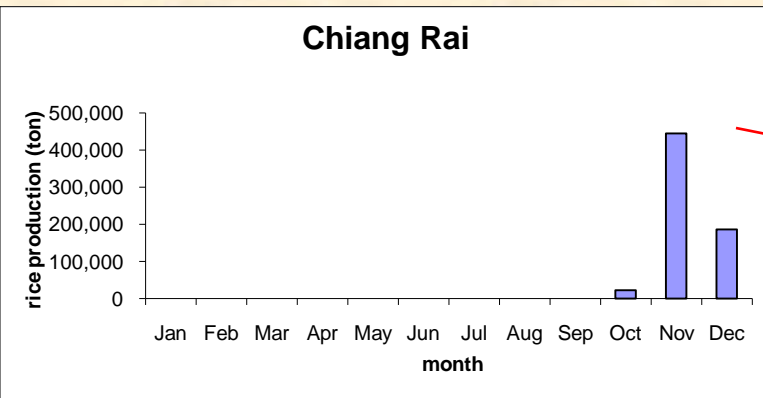 Chiang Rai
rice production (ton)
500,000
400,000
300,000
200,000
100,000
0
Jan Feb Mar Apr May Jun Jul Aug Sep Oct Nov Dec
month